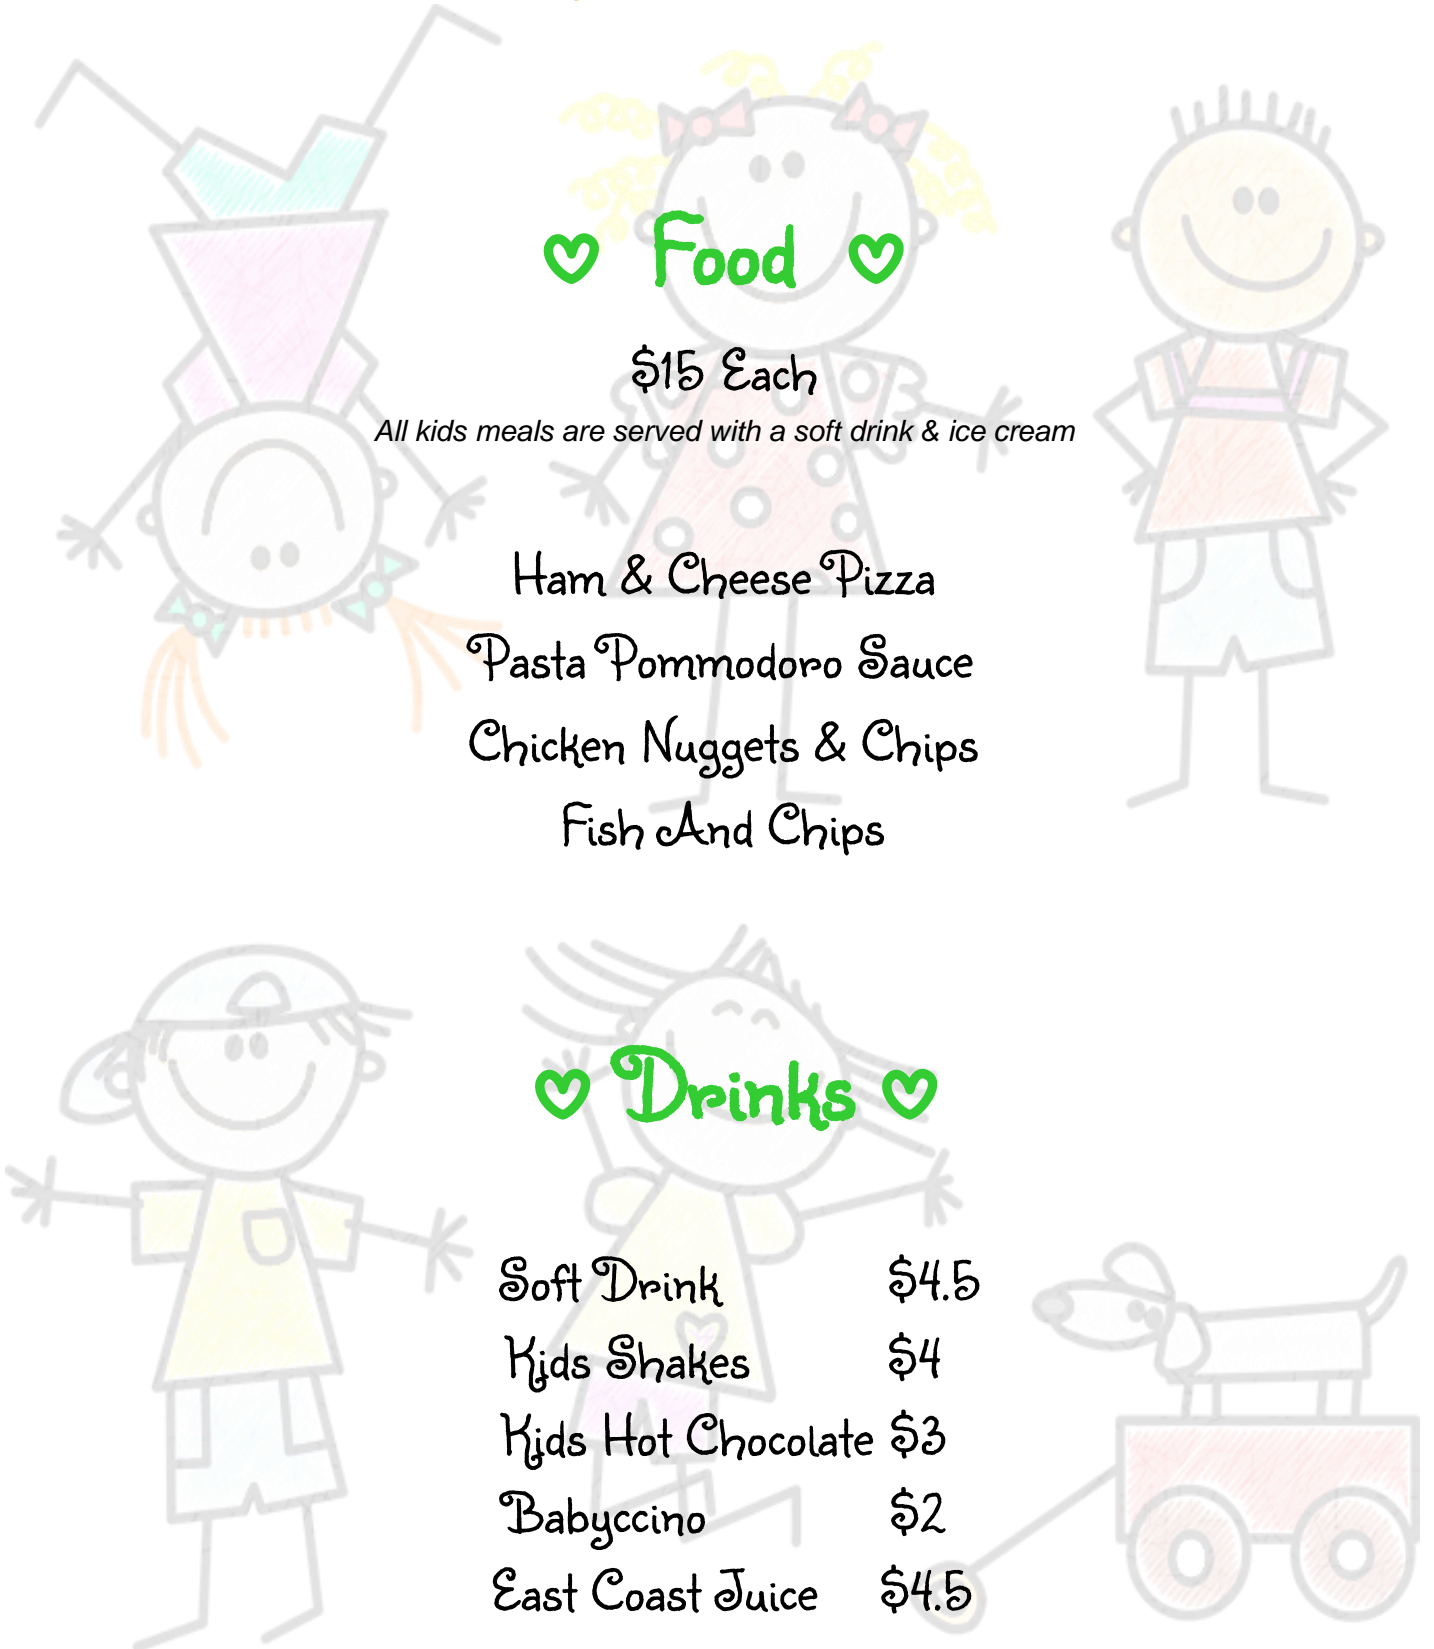 ♡ Food ♡
$15 Each
All kids meals are served with a soft drink & ice cream
Ham & Cheese Pizza
Pasta Pommodoro Sauce
Chicken Nuggets & Chips
Fish And Chips
♡ Drinks ♡
Soft Drink $4.5
Kids Shakes $4
Kids Hot Chocolate $3
Babyccino $2
East Coast Juice $4.5